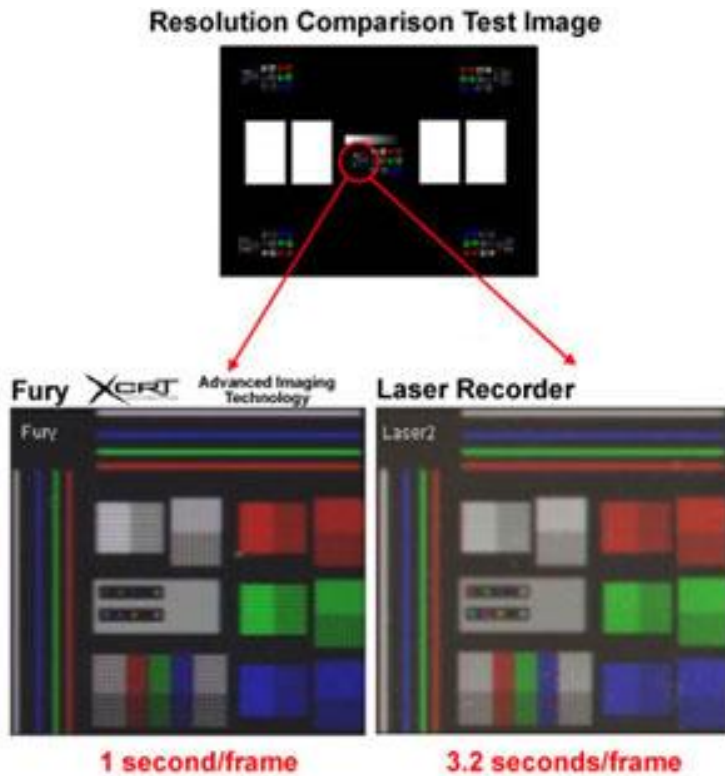 Resolution Comparison Test Image
Fury XCRT Advanced Imaging
Technology
Laser Recorder
Fury
Laser2
1 second/frame
3.2 seconds/frame